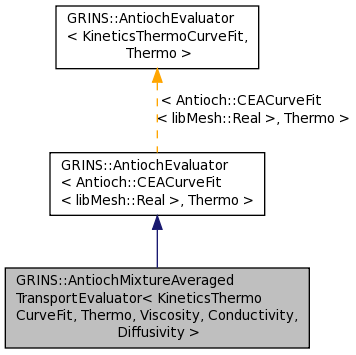 GRINS::AntiochEvaluator
< KineticsThermoCurveFit,
Thermo >
< Antioch::CEACurveFit
< libMesh::Real >, Thermo >
GRINS::AntiochEvaluator
< Antioch::CEACurveFit
< libMesh::Real >, Thermo >
GRINS::AntiochMixtureAveraged
TransportEvaluator< KineticsThermo
CurveFit, Thermo, Viscosity, Conductivity,
Diffusivity >